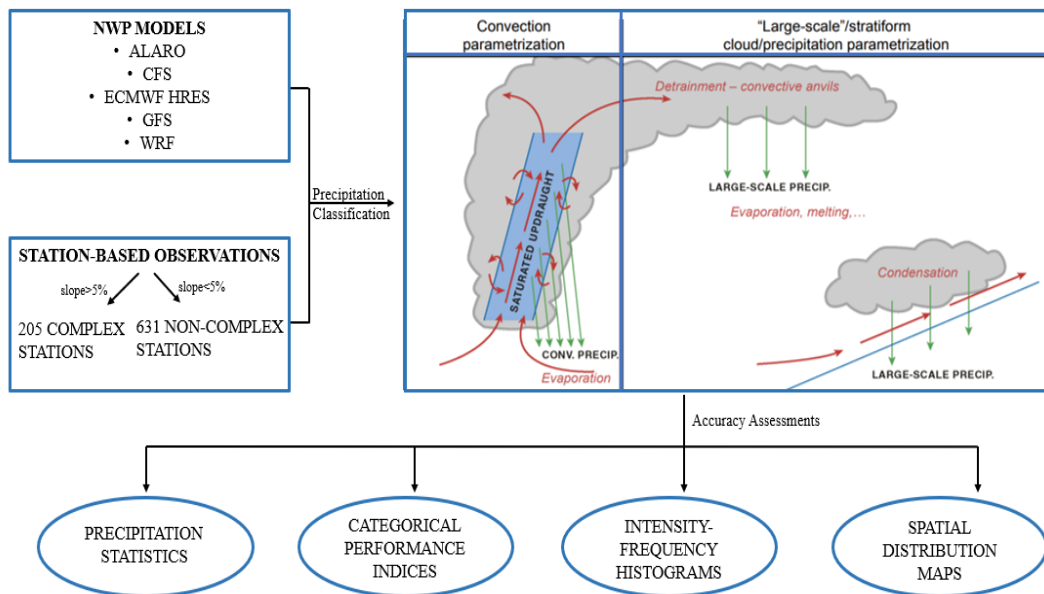 NWP MODELS
• ALARO
• CFS
• ECMWF HRES
• GFS
• WRF
STATION-BASED OBSERVATIONS
slope>5%
slope<5%
205 COMPLEX
STATIONS
631 NON-COMPLEX
STATIONS
Precipitation
Classification
Convection
parametrization
"Large-scale"/stratiform
cloud/precipitation parametrization
Detrainment – convective anvils
LARGE-SCALE PRECIP.
Evaporation, melting,…
SATURATED UPDRAUGHT
CONV. PRECIP.
Evaporation
Condensation
LARGE-SCALE PRECIP.
Accuracy Assessments
PRECIPITATION
STATISTICS
CATEGORICAL
PERFORMANCE
INDICES
INTENSITY-
FREQUENCY
HISTOGRAMS
SPATIAL
DISTRIBUTION
MAPS